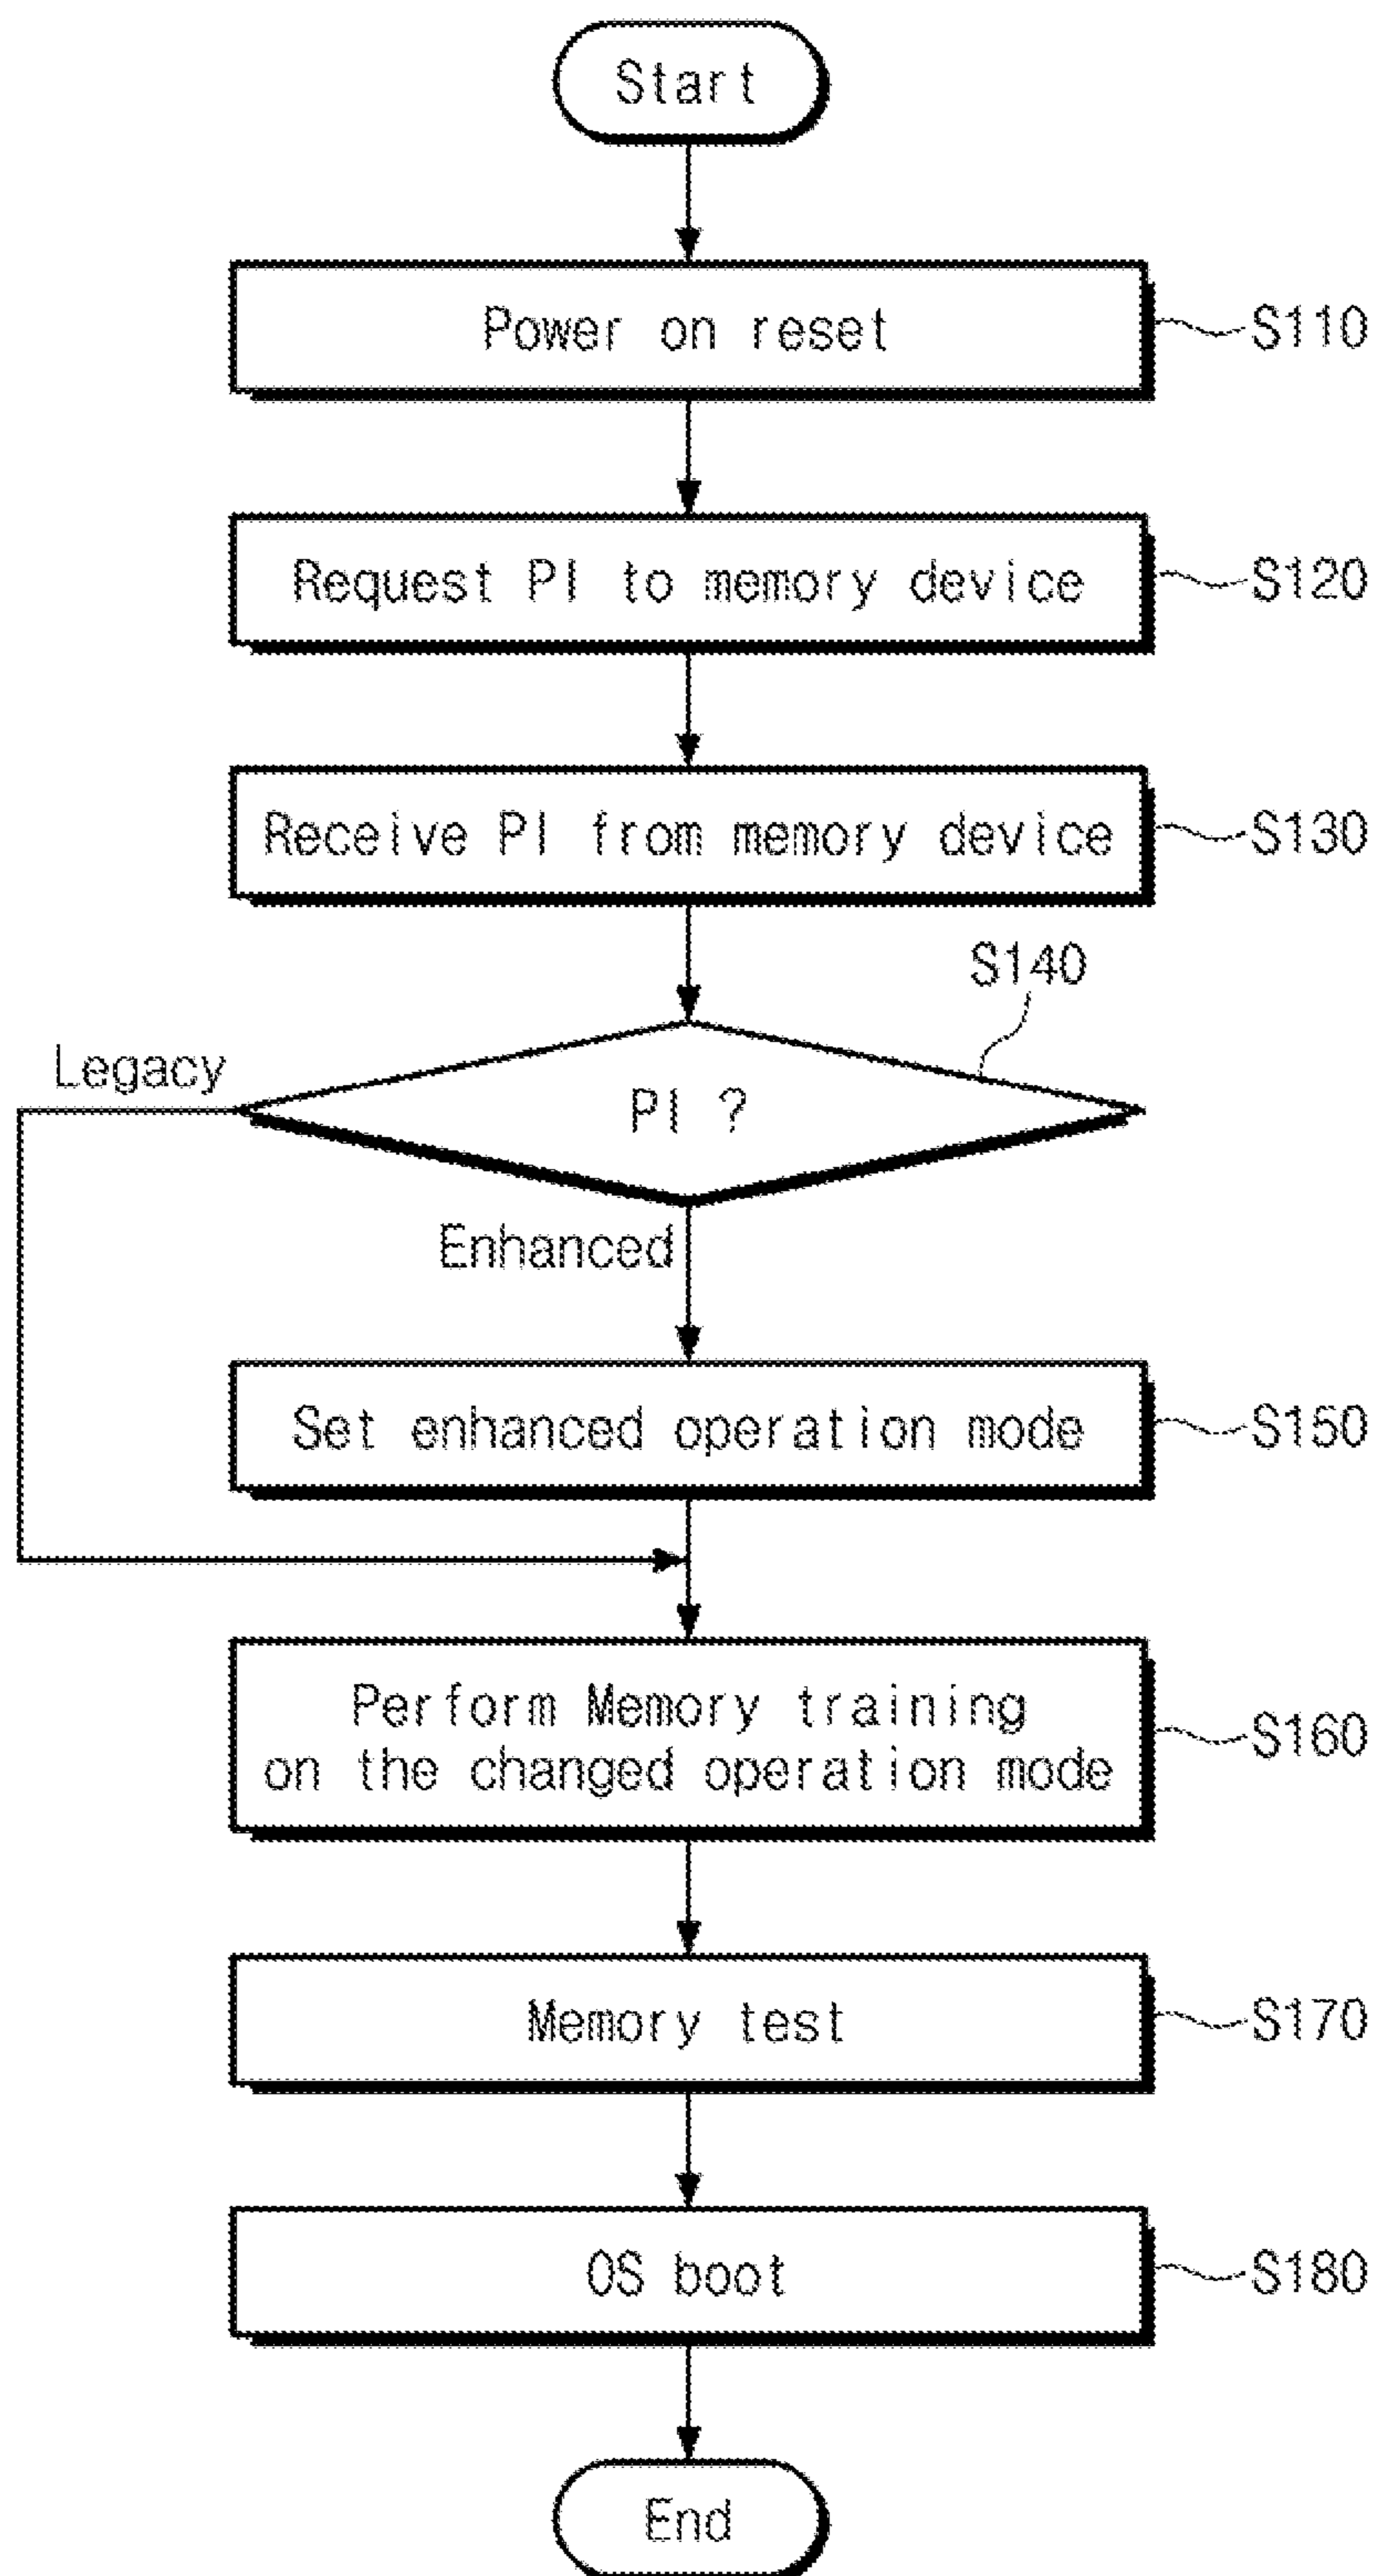 Start
Power on reset
S110
Request PI to memory device
S120
Receive PI from memory device
S130
S140
Legacy
PI ?
Enhanced
Set enhanced operation mode
S150
Perform Memory training
on the changed operation mode
S160
Memory test
S170
OS boot
S180
End